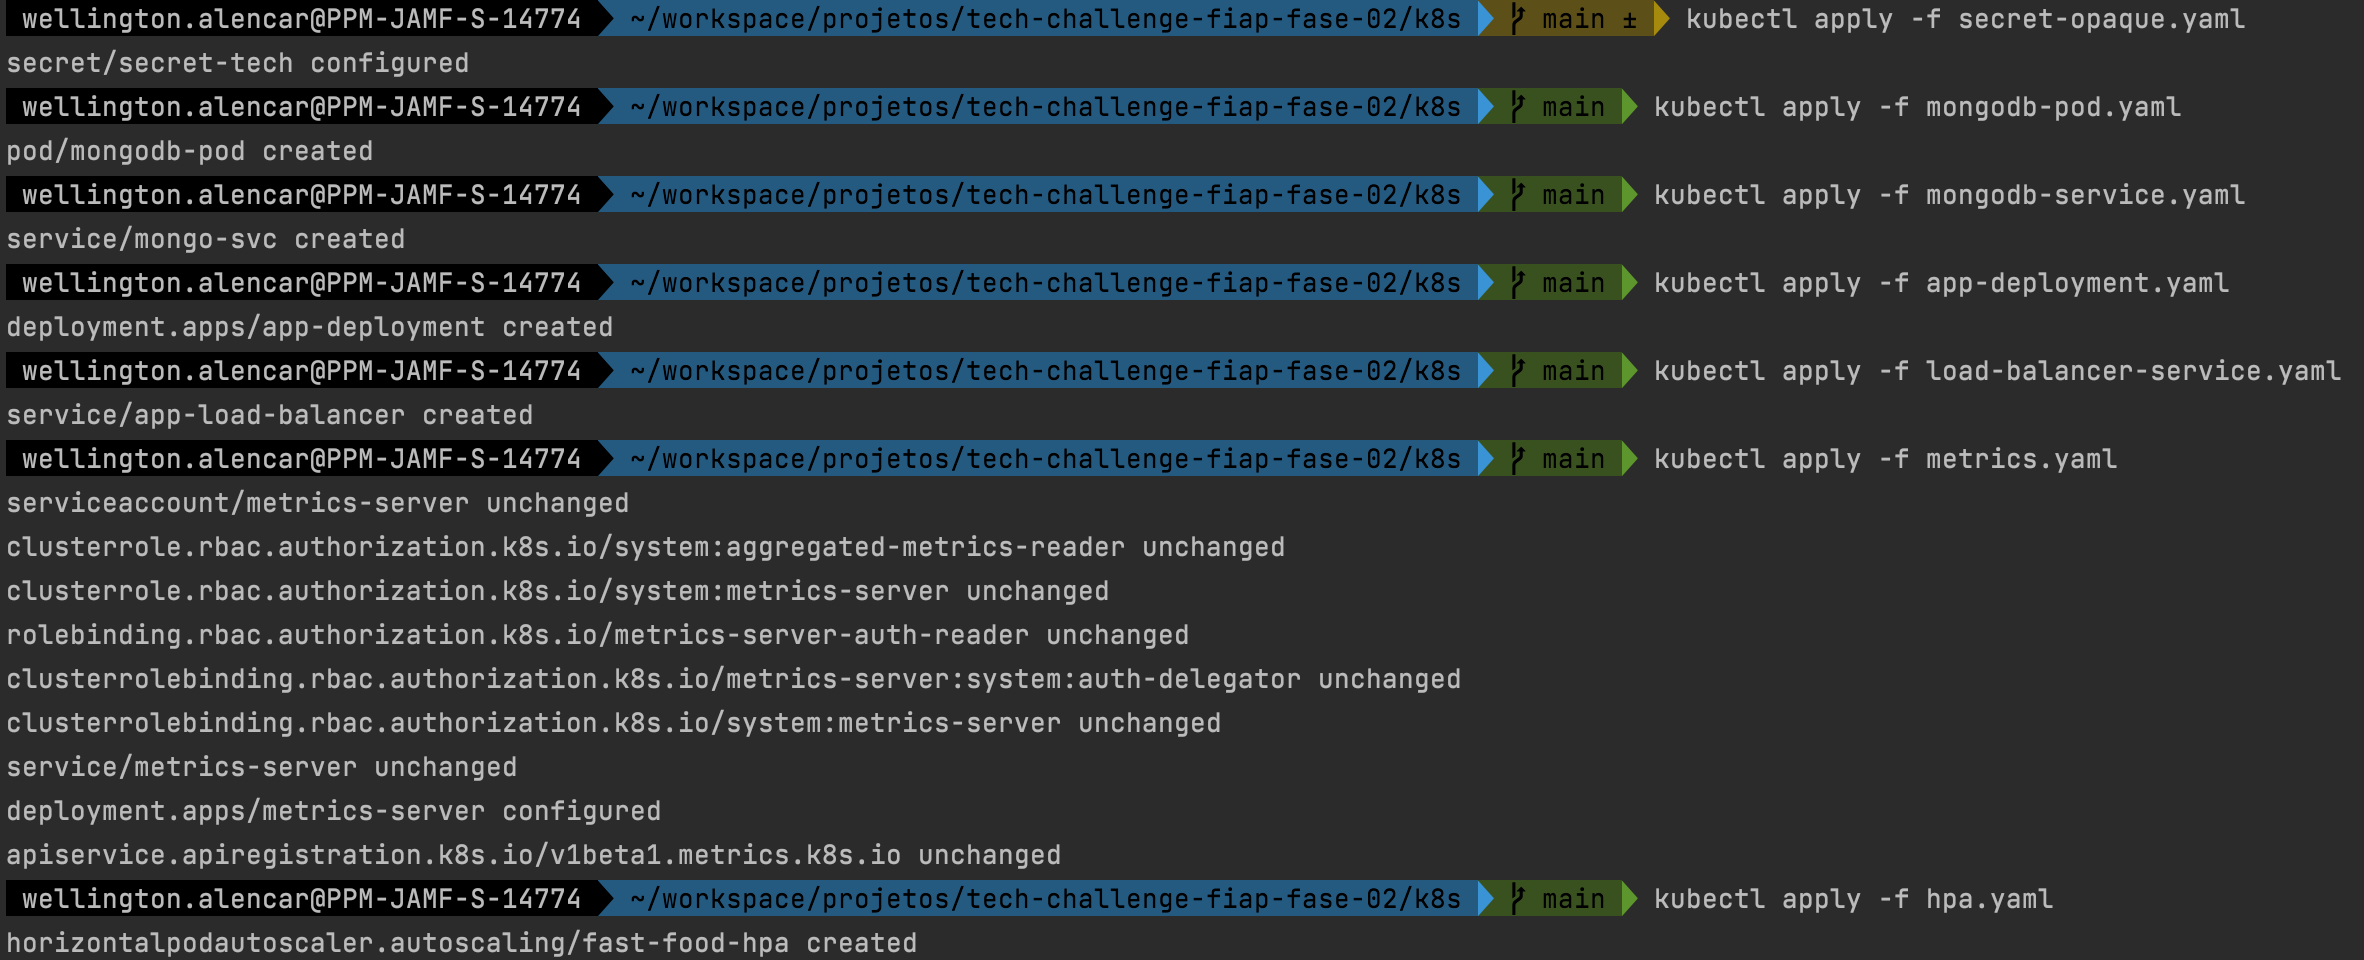 wellington.alencar@PPM-JAMF-S-14774 ~/workspace/projetos/tech-challenge-fiap-fase-02/k8s main ± kubectl apply -f secret-opaque.yaml
secret/secret-tech configured
wellington.alencar@PPM-JAMF-S-14774 ~/workspace/projetos/tech-challenge-fiap-fase-02/k8s main kubectl apply -f mongodb-pod.yaml
pod/mongodb-pod created
wellington.alencar@PPM-JAMF-S-14774 ~/workspace/projetos/tech-challenge-fiap-fase-02/k8s main kubectl apply -f mongodb-service.yaml
service/mongo-svc created
wellington.alencar@PPM-JAMF-S-14774 ~/workspace/projetos/tech-challenge-fiap-fase-02/k8s main kubectl apply -f app-deployment.yaml
deployment.apps/app-deployment created
wellington.alencar@PPM-JAMF-S-14774 ~/workspace/projetos/tech-challenge-fiap-fase-02/k8s main kubectl apply -f load-balancer-service.yaml
service/app-load-balancer created
wellington.alencar@PPM-JAMF-S-14774 ~/workspace/projetos/tech-challenge-fiap-fase-02/k8s main kubectl apply -f metrics.yaml
serviceaccount/metrics-server unchanged
clusterrole.rbac.authorization.k8s.io/system:aggregated-metrics-reader unchanged
clusterrole.rbac.authorization.k8s.io/system:metrics-server unchanged
rolebinding.rbac.authorization.k8s.io/metrics-server-auth-reader unchanged
clusterrolebinding.rbac.authorization.k8s.io/metrics-server:system:auth-delegator unchanged
clusterrolebinding.rbac.authorization.k8s.io/system:metrics-server unchanged
service/metrics-server unchanged
deployment.apps/metrics-server configured
apiservice.apiregistration.k8s.io/v1beta1.metrics.k8s.io unchanged
wellington.alencar@PPM-JAMF-S-14774 ~/workspace/projetos/tech-challenge-fiap-fase-02/k8s main kubectl apply -f hpa.yaml
horizontalpodautoscaler.autoscaling/fast-food-hpa created